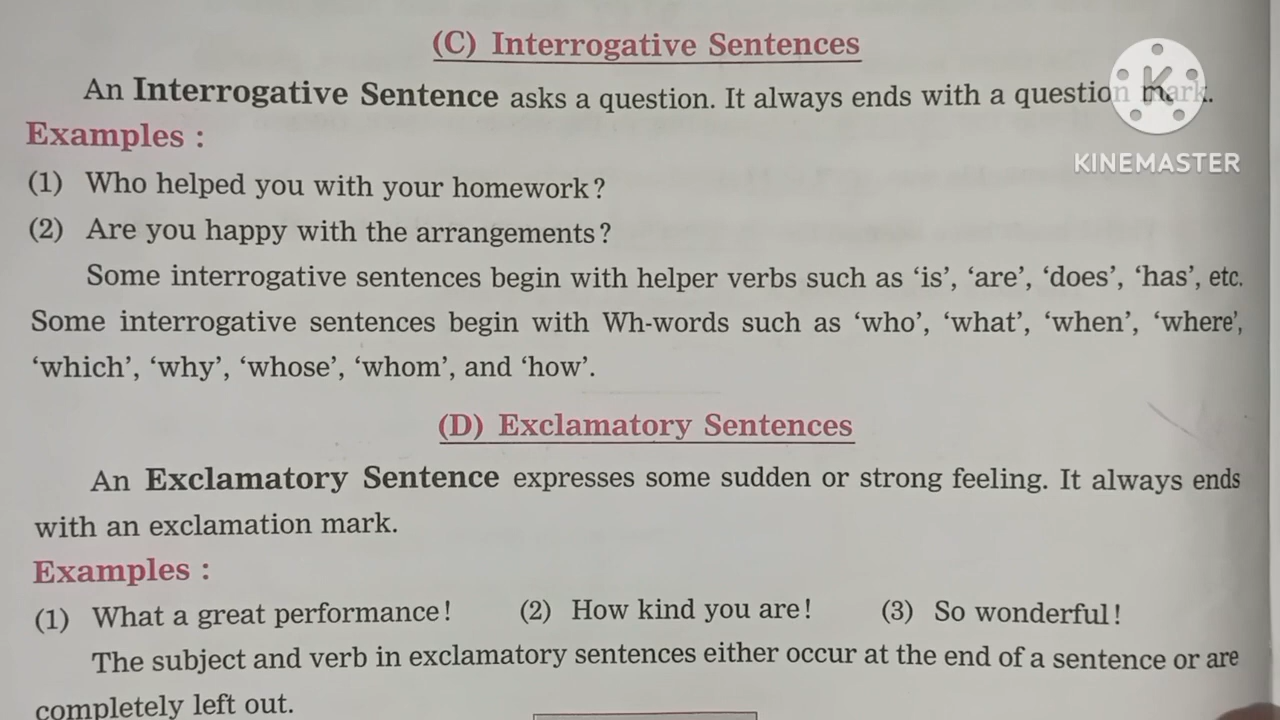 (C) Interrogative Sentences
An Interrogative Sentence asks a question. It always ends with a question mark.
KINEMASTER
Examples :
(1) Who helped you with your homework?
(2) Are you happy with the arrangements?
Some interrogative sentences begin with helper verbs such as ‘is’, ‘are’, ‘does’, ‘has’, etc.
Some interrogative sentences begin with Wh-words such as ‘who’, ‘what’, ‘when’, ‘where’,
‘which’, ‘why’, ‘whose’, ‘whom’, and ‘how’.
(D) Exclamatory Sentences
An Exclamatory Sentence expresses some sudden or strong feeling. It always ends
with an exclamation mark.
Examples :
(1) What a great performance! (2) How kind you are! (3) So wonderful!
The subject and verb in exclamatory sentences either occur at the end of a sentence or are
completely left out.